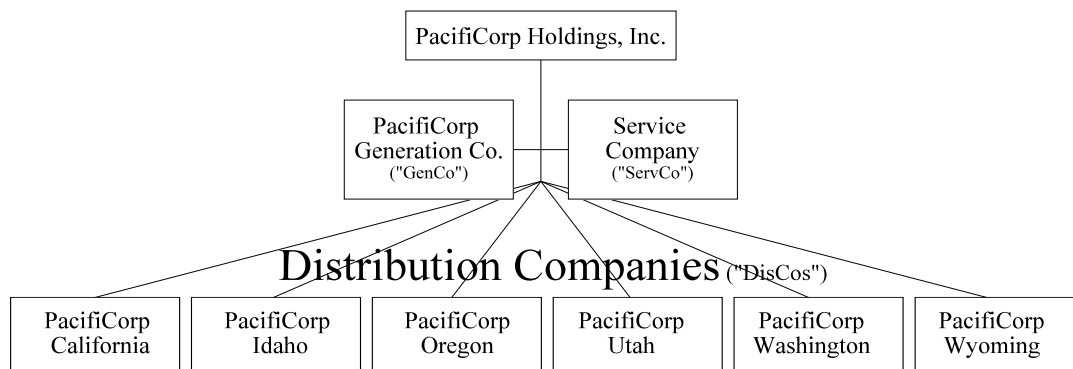 PacifiCorp Holdings, Inc.
PacifiCorp
Generation Co.
("GenCo")
Service
Company
("ServCo")
Distribution Companies ("DisCos")
PacifiCorp
California
PacifiCorp
Idaho
PacifiCorp
Oregon
PacifiCorp
Utah
PacifiCorp
Washington
PacifiCorp
Wyoming